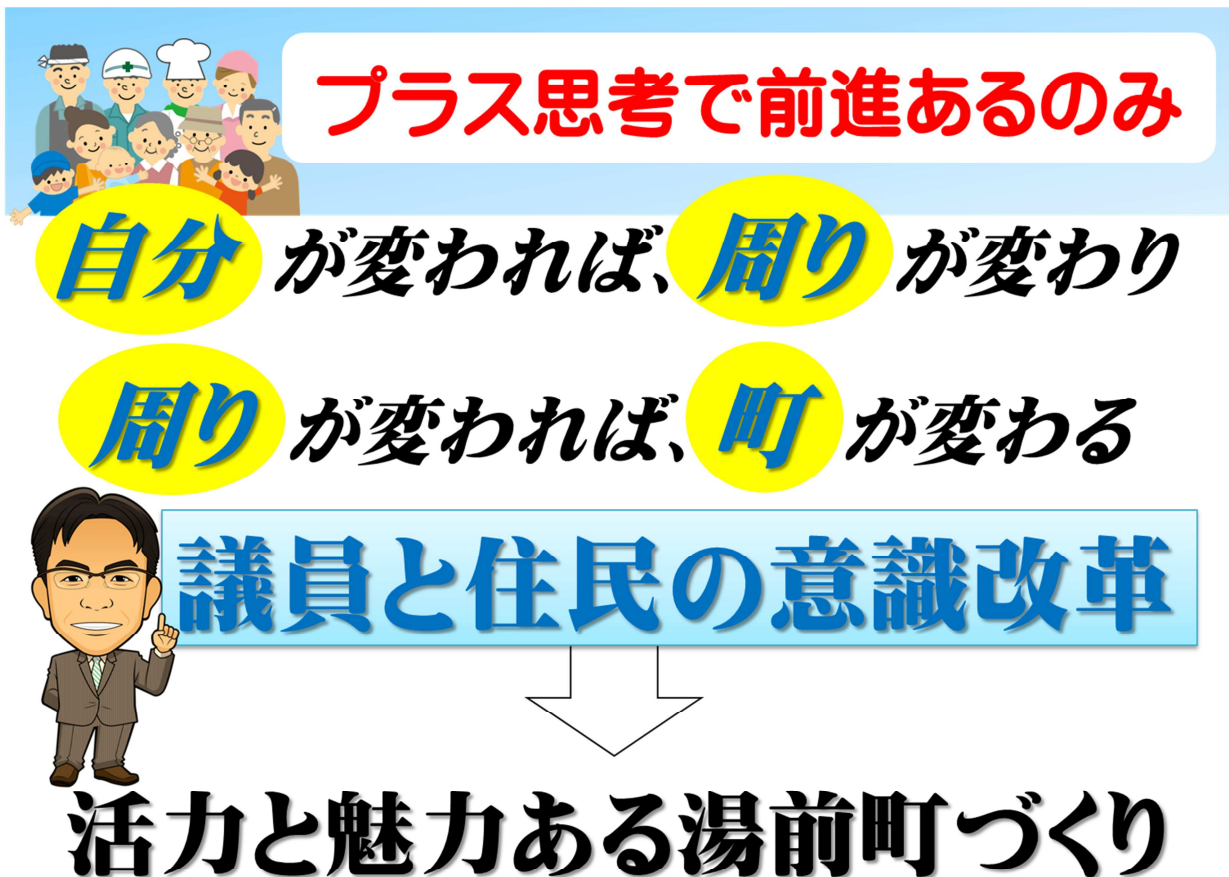 プラス思考で前進あるのみ
自分が変われば、周りが変わり
周りが変われば、町が変わる
議員と住民の意識改革
活力と魅力ある湯前町づくり